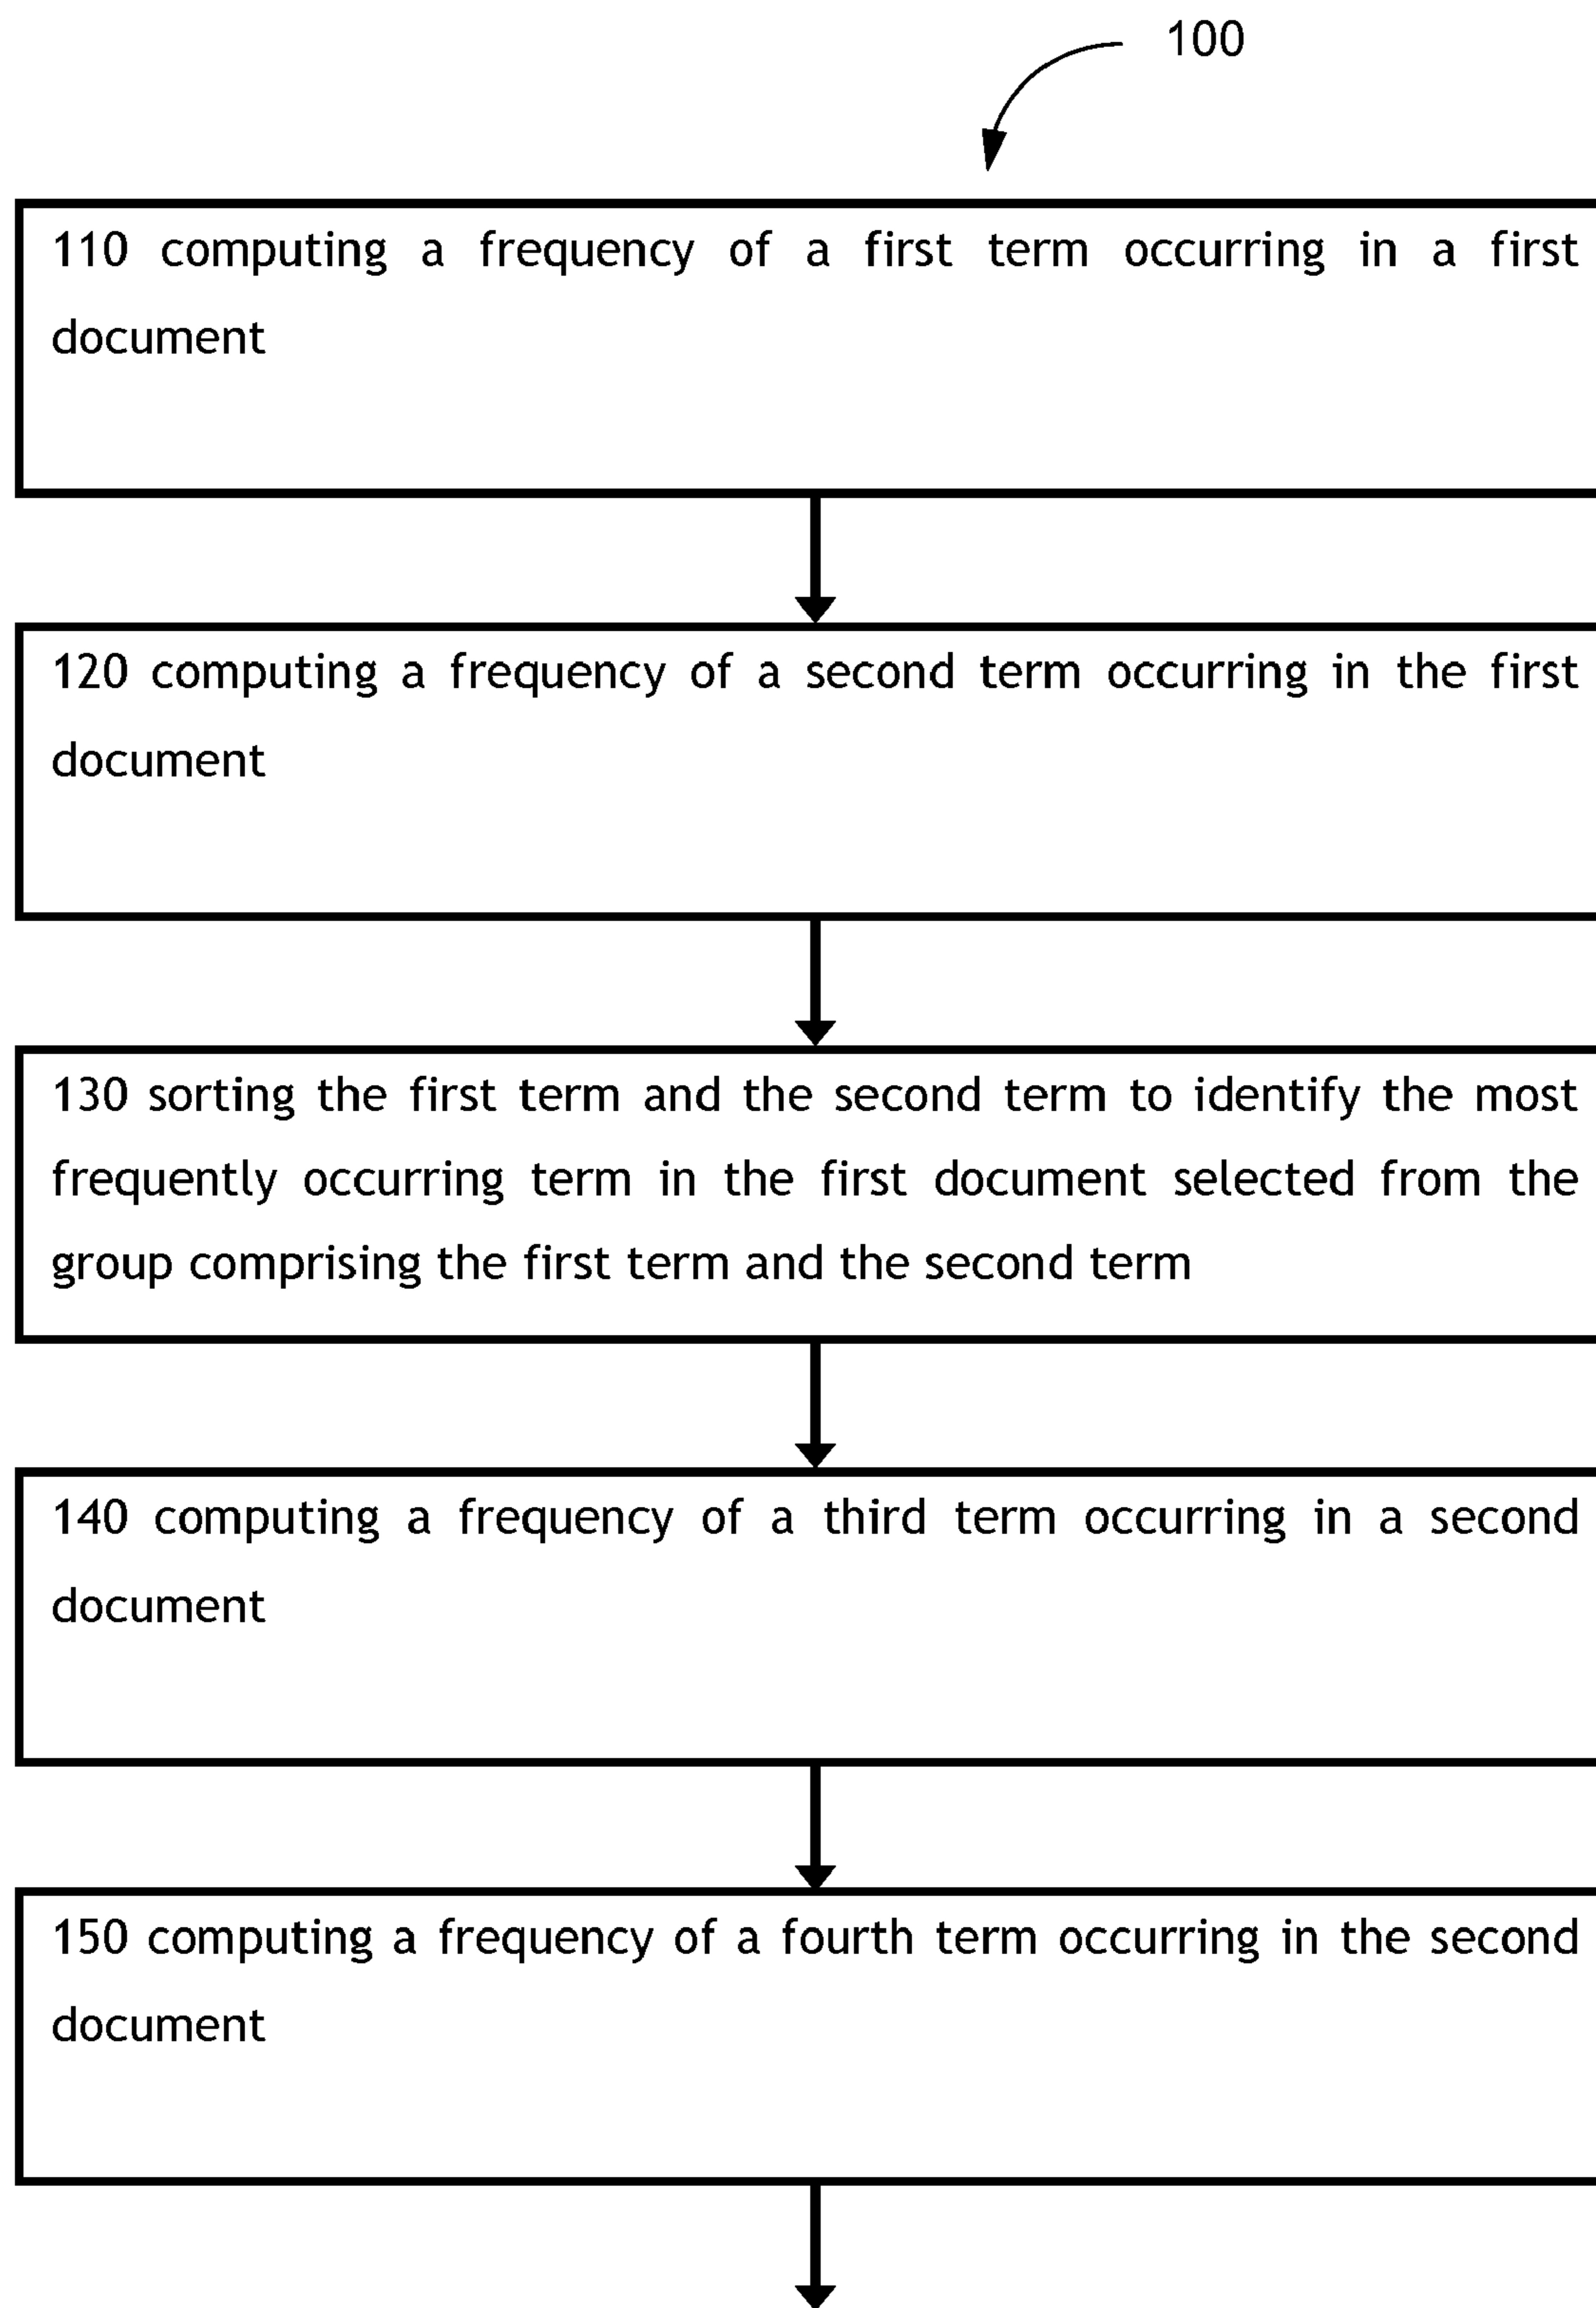 100
110 computing a frequency of a first term occurring in a first
document
120 computing a frequency of a second term occurring in the first
document
130 sorting the first term and the second term to identify the most
frequently occurring term in the first document selected from the
group comprising the first term and the second term
140 computing a frequency of a third term occurring in a second
document
150 computing a frequency of a fourth term occurring in the second
document